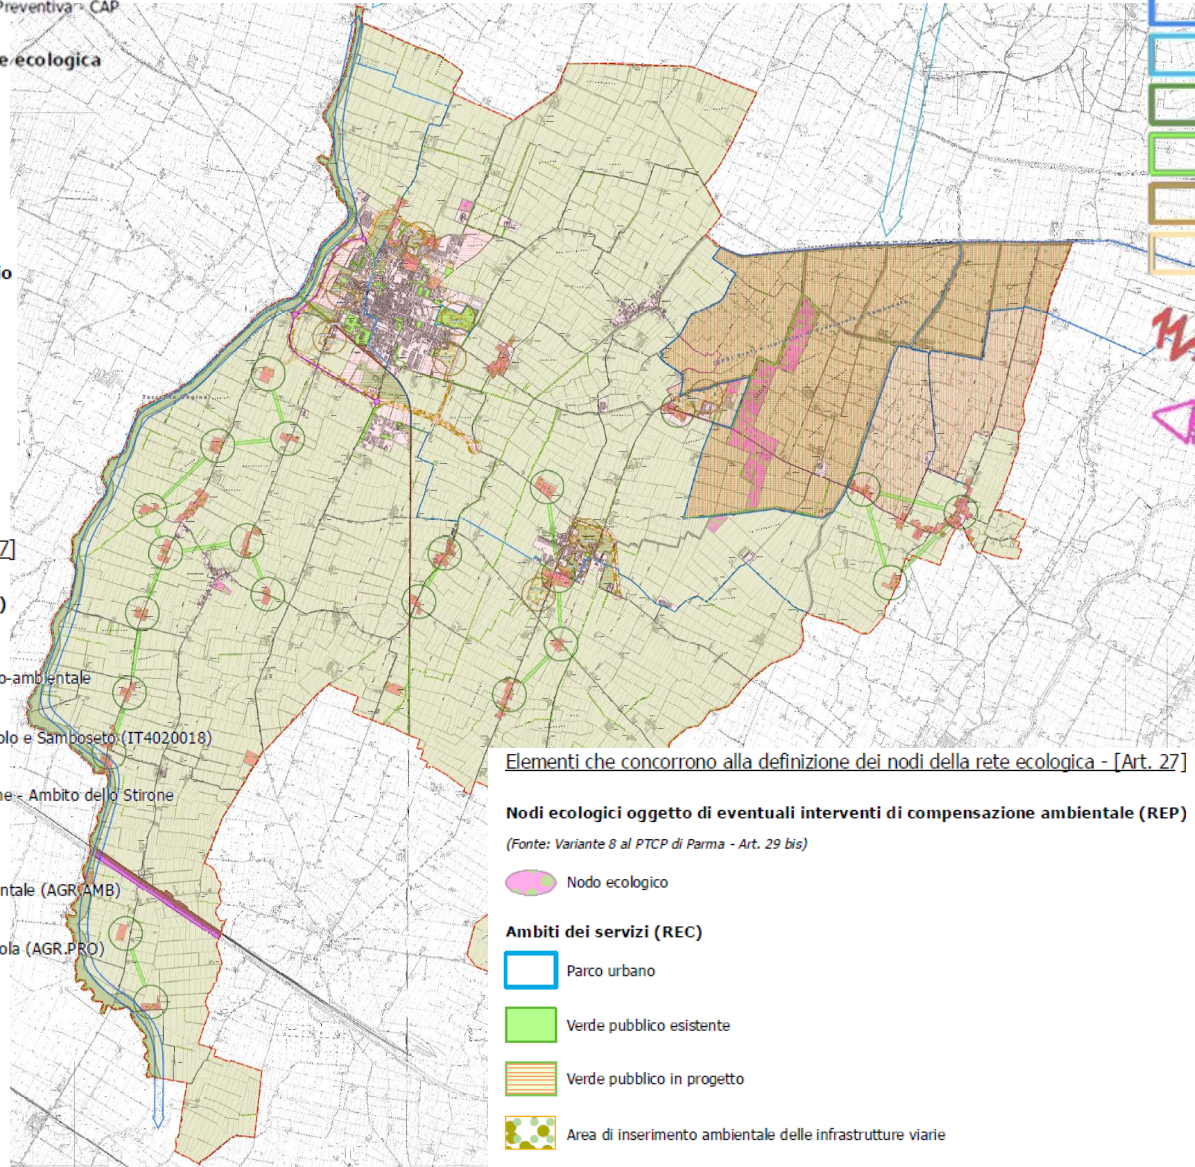 Preventiva - CAP
e ecologica
io
7]
)
o-ambientale
olo e Samboseto (IT4020018)
ne - Ambito dello Stirone
ntale (AGR.AMB)
ola (AGR.PRO)
Elementi che concorrono alla definizione dei nodi della rete ecologica - [Art. 27]
Nodi ecologici oggetto di eventuali interventi di compensazione ambientale (REP)
(Fonte: Variante 8 al PTCP di Parma - Art. 29 bis)
Nodo ecologico
Ambiti dei servizi (REC)
Parco urbano
Verde pubblico esistente
Verde pubblico in progetto
Area di inserimento ambientale delle infrastrutture viarie